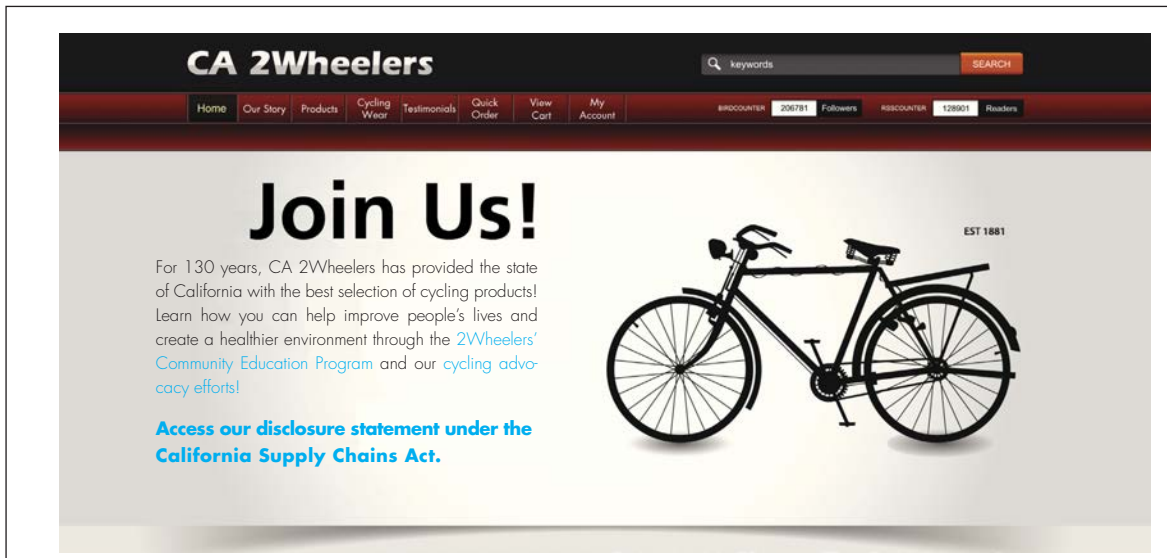 CA 2Wheelers
keywords
SEARCH
Home
Our Story
Products
Cycling
Wear
Testimonials
Quick
Order
View
Cart
My
Account
BIRDCOUNTER 206781 Followers
RSSCOUNTER 128901 Readers
Join Us!
EST 1881
For 130 years, CA 2Wheelers has provided the state
of California with the best selection of cycling products!
Learn how you can help improve people's lives and
create a healthier environment through the 2Wheelers'
Community Education Program and our cycling advo-
cacy efforts!
Access our disclosure statement under the
California Supply Chains Act.